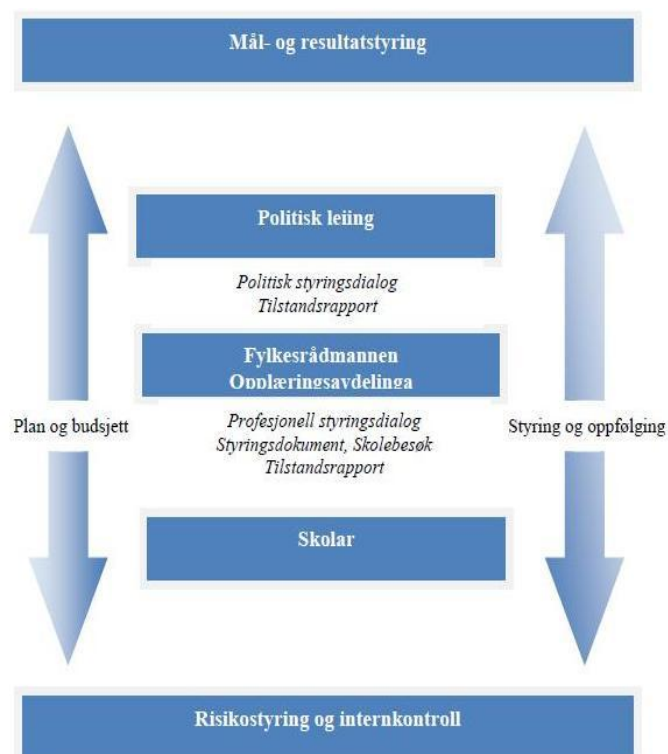 Mål- og resultatstyring
Politisk leiing
Politisk styringsdialog
Tilstandsrapport
Fylkesrådmannen
Opplæringsavdelinga
Plan og budsjett
Profesjonell styringsdialog
Styringsdokument, Skolebesøk
Tilstandsrapport
Styring og oppfølging
Skolar
Risikostyring og internkontroll